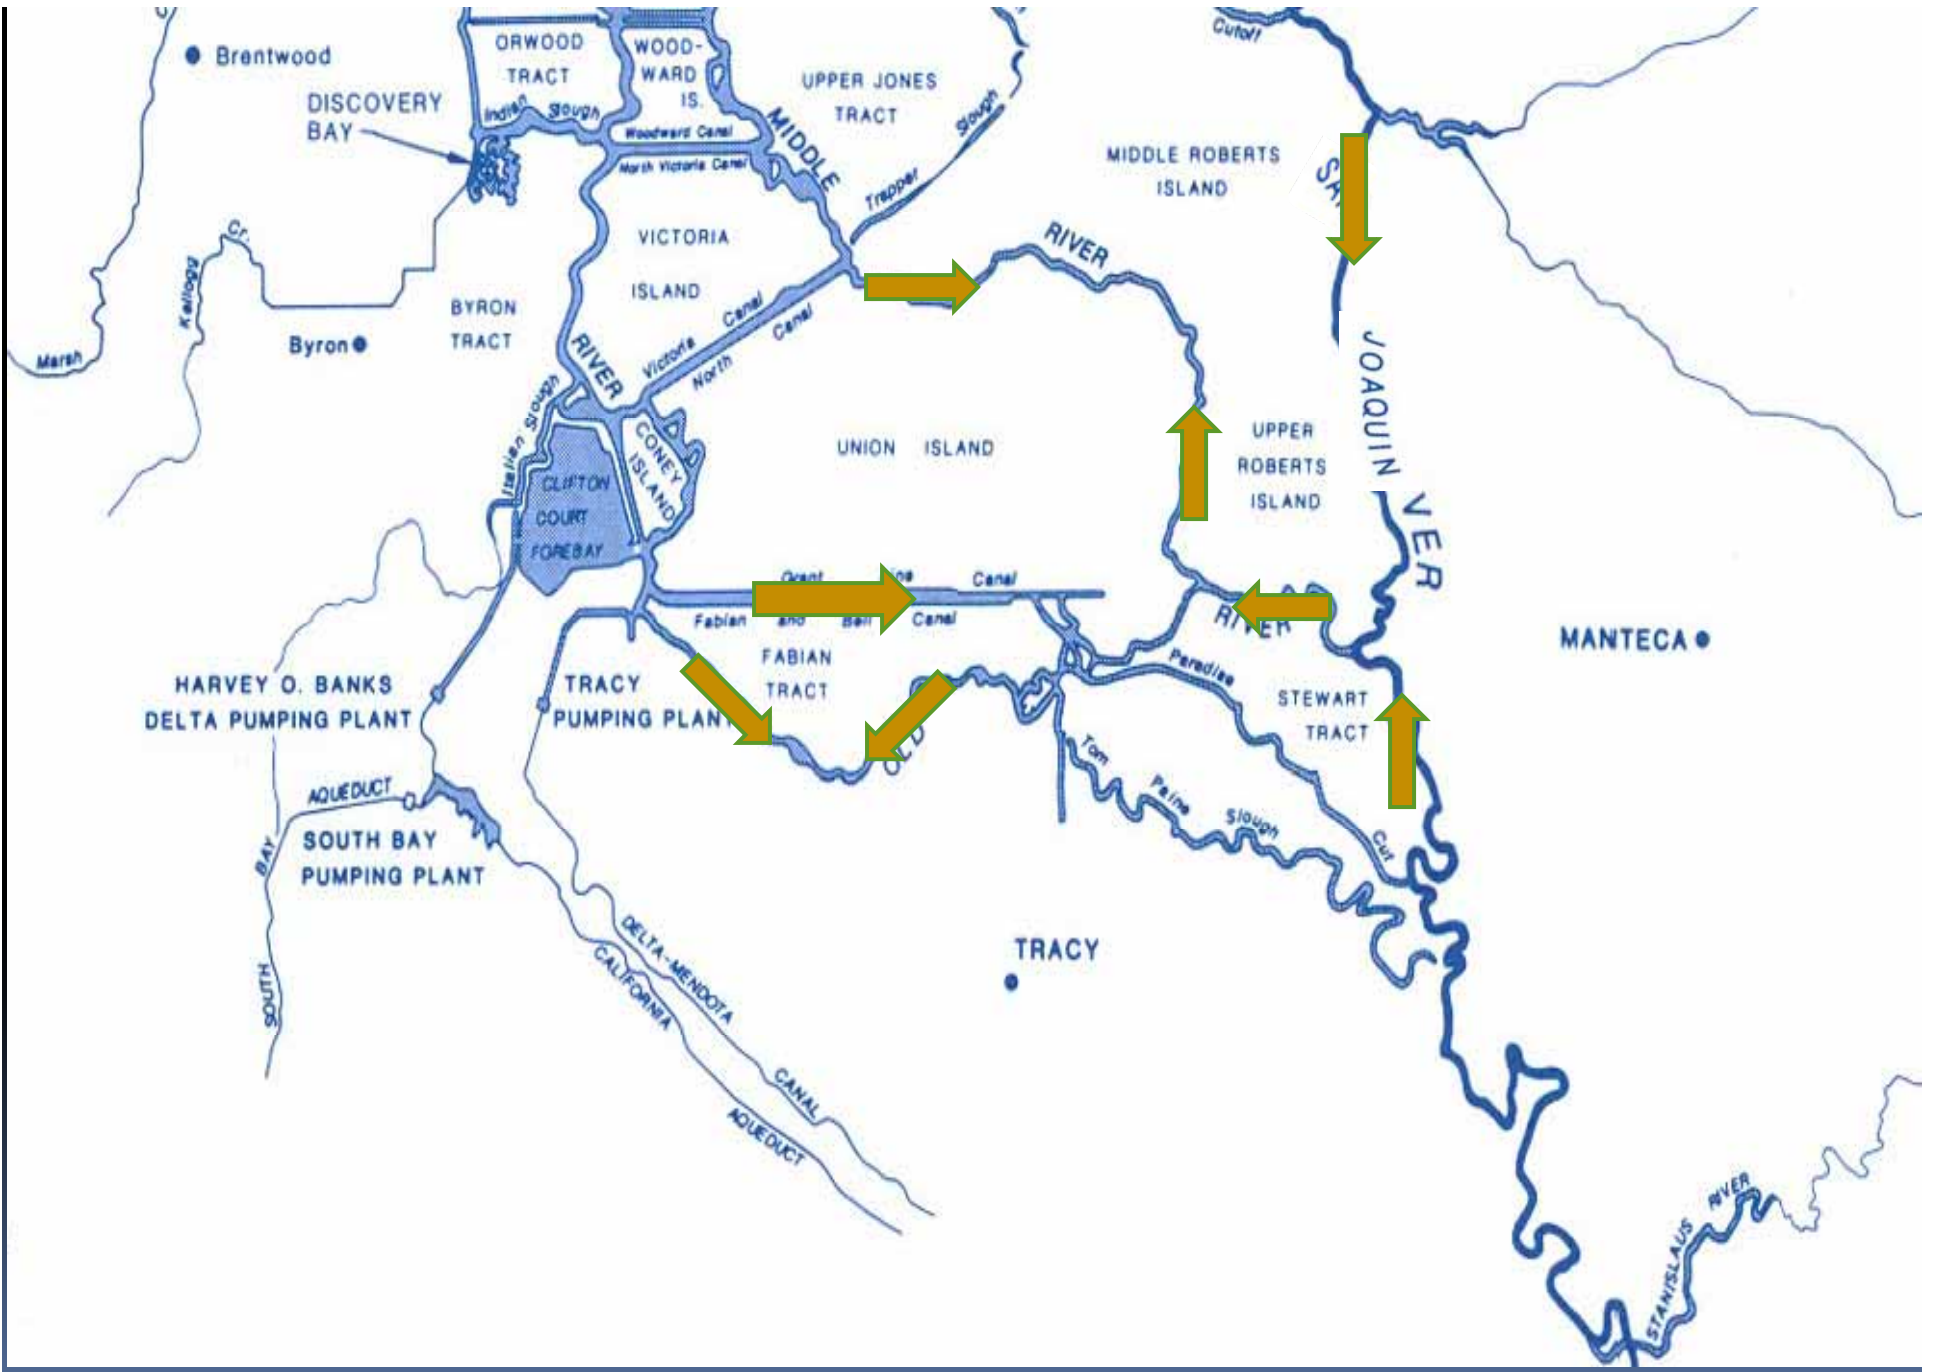 Cutoff
Brentwood
ORWOOD
TRACT
WOOD-
WARD
IS.
UPPER JONES
TRACT
DISCOVERY
BAY
Indian Slough
Woodward Canal
North Victoria Canal
MIDDLE
Trapper Slough
MIDDLE ROBERTS
ISLAND
Cr.
Kellogg
VICTORIA
ISLAND
RIVER
BYRON
TRACT
Byron
Marsh
RIVER
Victoria Canal
North Canal
JOAQUIN
VER
Italian Slough
CONEY
ISLAND
CLIFTON
COURT
FOREBAY
UNION ISLAND
UPPER
ROBERTS
ISLAND
Grant
ine
Canal
Fabian and Bell Canal
RIVER
MANTECA
FABIAN
TRACT
HARVEY O. BANKS
DELTA PUMPING PLANT
TRACY
PUMPING PLANT
OLD
Paradise
Cut
STEWART
TRACT
Tom Paine Slough
AQUEDUCT
BAY
SOUTH
SOUTH BAY
PUMPING PLANT
TRACY
DELTA-MENDOTA
CANAL
CALIFORNIA
AQUEDUCT
STANISLAUS
RIVER